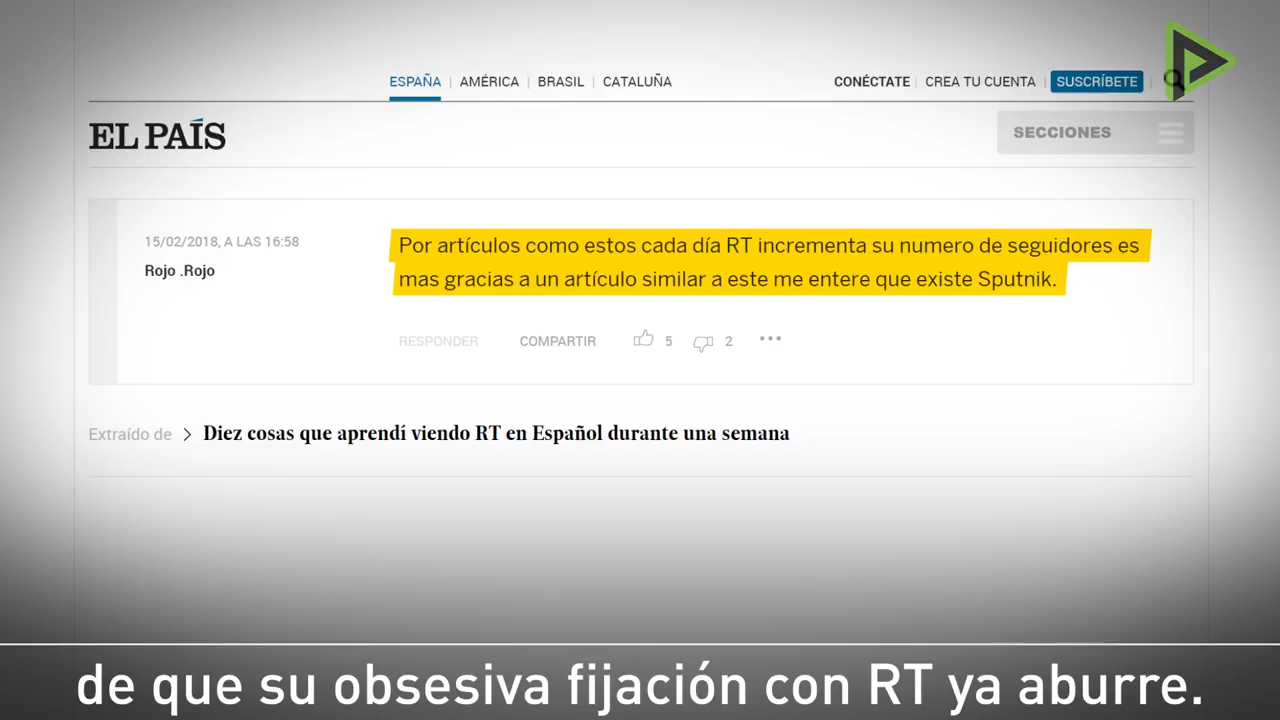 ESPAÑA | AMÉRICA | BRASIL | CATALUÑA
CONÉCTATE | CREA TU CUENTA | SUSCRÍBETE
EL PAÍS
SECCIONES
15/02/2018, A LAS 16:58
Rojo .Rojo
Por artículos como estos cada día RT incrementa su numero de seguidores es
mas gracias a un artículo similar a este me entere que existe Sputnik.
RESPONDER COMPARTIR 5 2
Extraído de > Diez cosas que aprendí viendo RT en Español durante una semana
de que su obsesiva fijación con RT ya aburre.